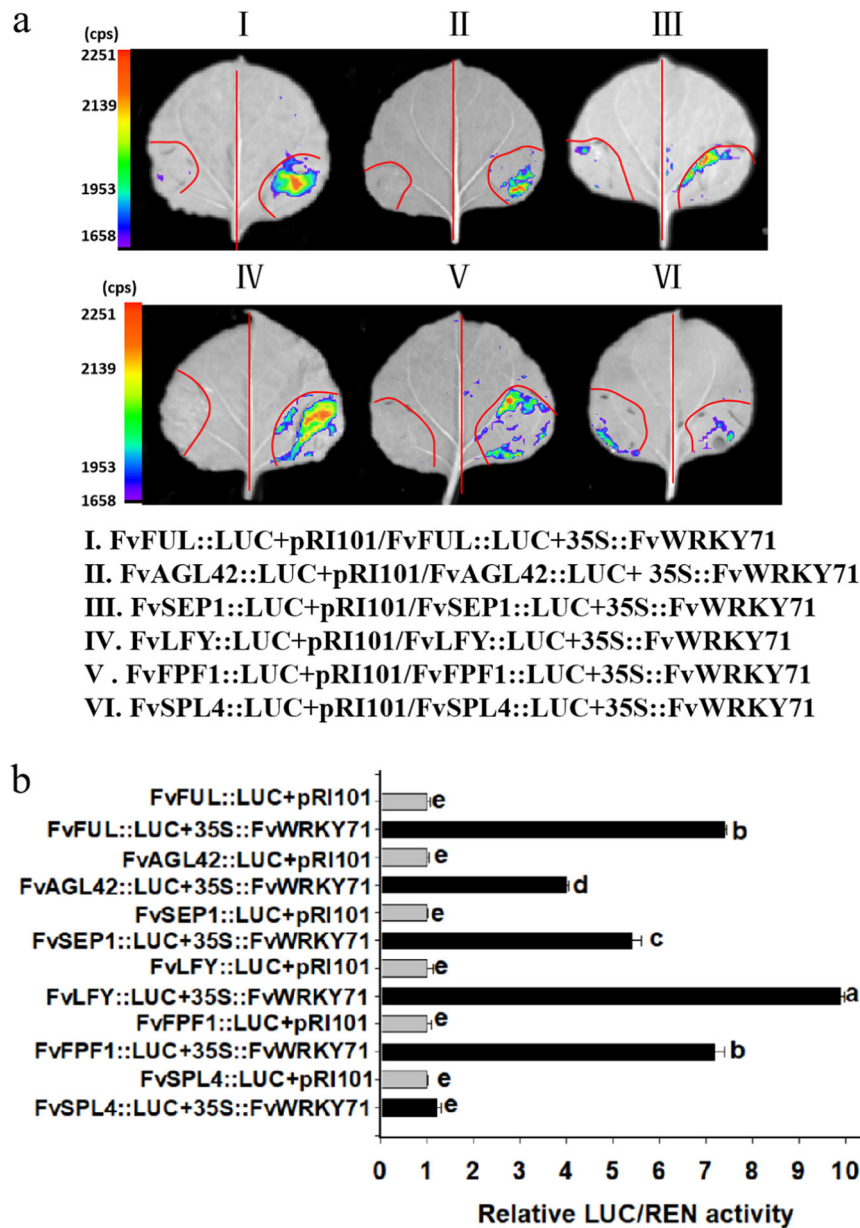 a
I II III
(cps)
2251
2139
1953
1658
IV V VI
(cps)
2251
2139
1953
1658
I. FvFUL::LUC+pRI101/FvFUL::LUC+35S::FvWRKY71
II. FvAGL42::LUC+pRI101/FvAGL42::LUC+ 35S::FvWRKY71
III. FvSEP1::LUC+pRI101/FvSEP1::LUC+35S::FvWRKY71
IV. FvLFY::LUC+pRI101/FvLFY::LUC+35S::FvWRKY71
V . FvFPF1::LUC+pRI101/FvFPF1::LUC+35S::FvWRKY71
VI. FvSPL4::LUC+pRI101/FvSPL4::LUC+35S::FvWRKY71
b
FvFUL::LUC+pRI101 e
FvFUL::LUC+35S::FvWRKY71 b
FvAGL42::LUC+pRI101 e
FvAGL42::LUC+35S::FvWRKY71 d
FvSEP1::LUC+pRI101 e
FvSEP1::LUC+35S::FvWRKY71 c
FvLFY::LUC+pRI101 e
FvLFY::LUC+35S::FvWRKY71 a
FvFPF1::LUC+pRI101 e
FvFPF1::LUC+35S::FvWRKY71 b
FvSPL4::LUC+pRI101 e
FvSPL4::LUC+35S::FvWRKY71 e
0 1 2 3 4 5 6 7 8 9 10
Relative LUC/REN activity